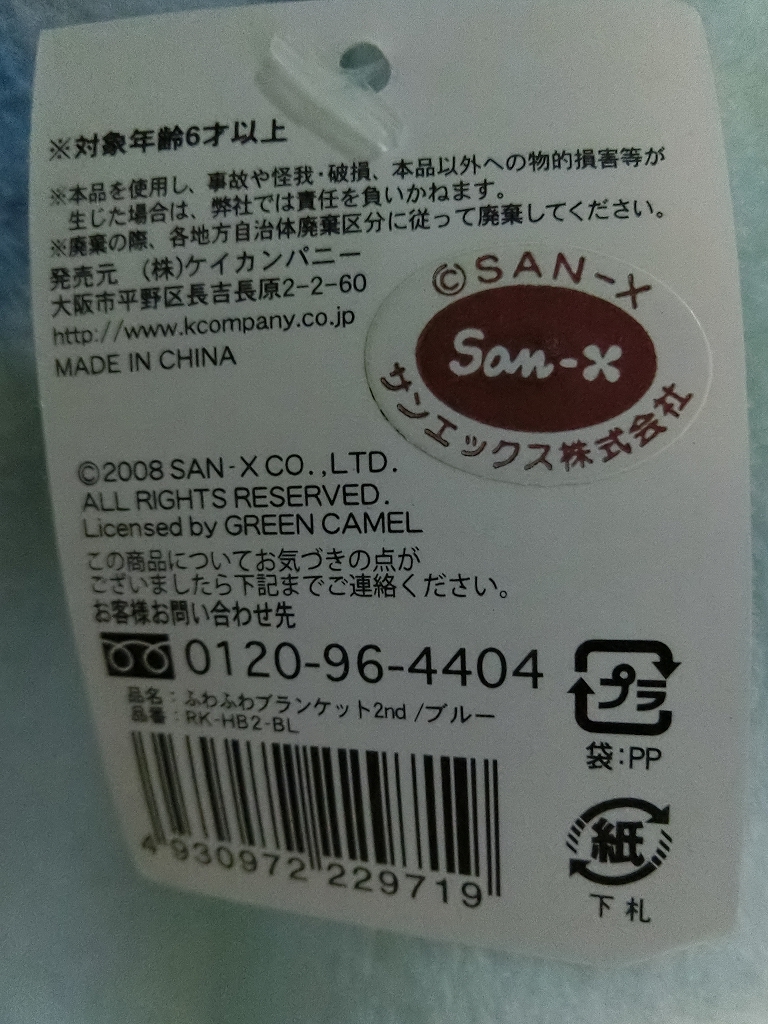 ※対象年齢6才以上
※本品を使用し、事故や怪我・破損、本品以外への物的損害等が
生じた場合は、弊社では責任を負いかねます。
※廃棄の際、各地方自治体廃棄区分に従って廃棄してください。
発売元 (株)ケイカンパニー
大阪市平野区長吉長原2-2-60
http://www.kcompany.co.jp
MADE IN CHINA
©SAN-X
San-x
サンエックス株式会社
©2008 SAN-X CO.,LTD.
ALL RIGHTS RESERVED.
Licensed by GREEN CAMEL
この商品についてお気づきの点が
ございましたら下記までご連絡ください。
お客様お問い合わせ先
0120-96-4404
品名:ふわふわブランケット2nd /ブルー
品番:RK-HB2-BL
4 930972 229719
プラ
袋:PP
紙
下札